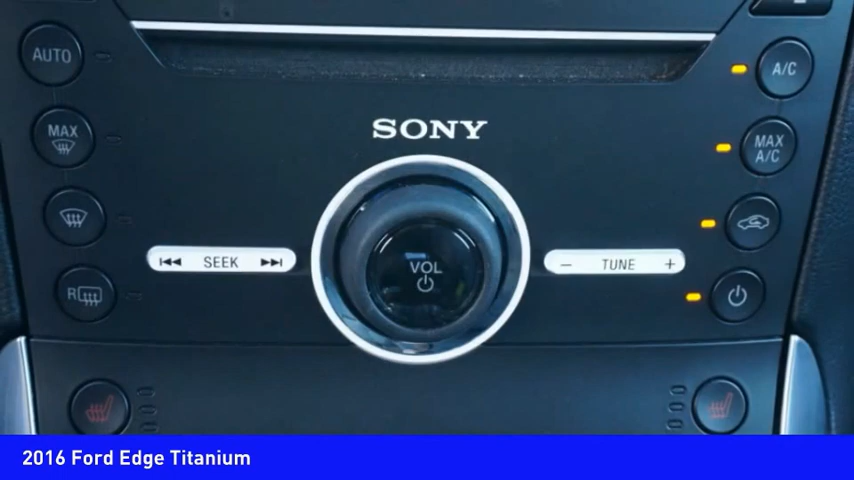 AUTO
A/C
SONY
MAX
MAX
A/C
SEEK
VOL
− TUNE +
R
2016 Ford Edge Titanium